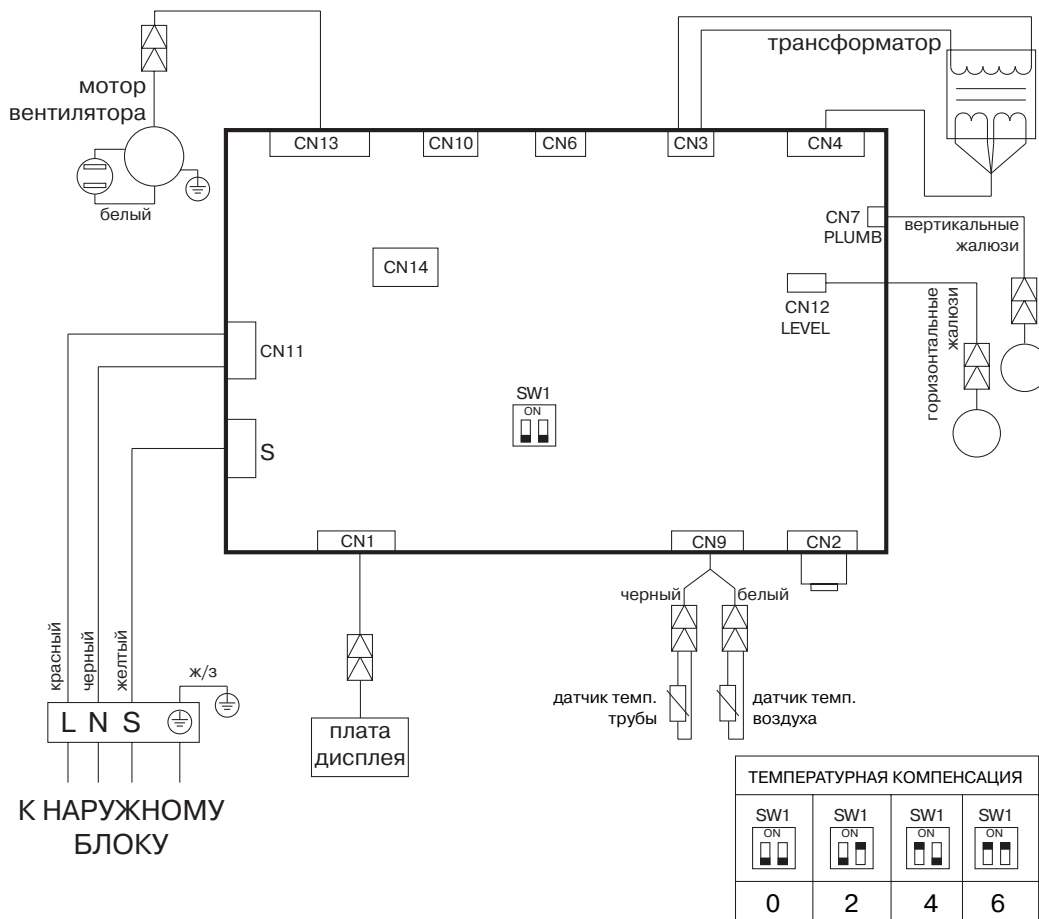 трансформатор
мотор
вентилятора
белый
CN13
CN10
CN6
CN3
CN4
CN7
PLUMB
вертикальные
жалюзи
CN14
CN12
LEVEL
горизонтальные
жалюзи
CN11
SW1
ON
S
CN1
CN9
CN2
черный
белый
красный
черный
желтый
ж/з
L N S
датчик темп.
трубы
датчик темп.
воздуха
плата
дисплея
К НАРУЖНОМУ
БЛОКУ
ТЕМПЕРАТУРНАЯ КОМПЕНСАЦИЯ
SW1 SW1 SW1 SW1
ON ON ON ON
0 2 4 6